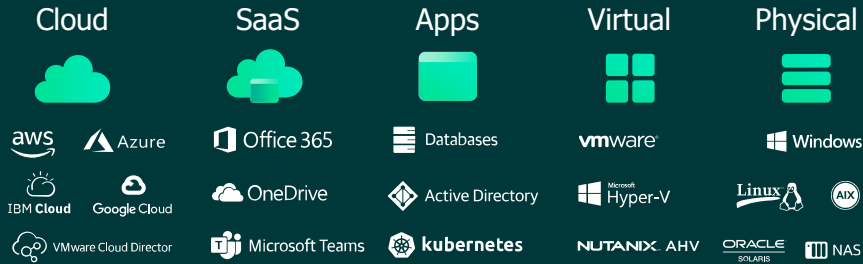 Cloud SaaS Apps Virtual Physical
aws Azure Office 365 Databases vmware® Windows
IBM Cloud Google Cloud OneDrive Active Directory Microsoft Hyper-V Linux AIX
VMware Cloud Director Microsoft Teams kubernetes NUTANIX AHV ORACLE SOLARIS NAS